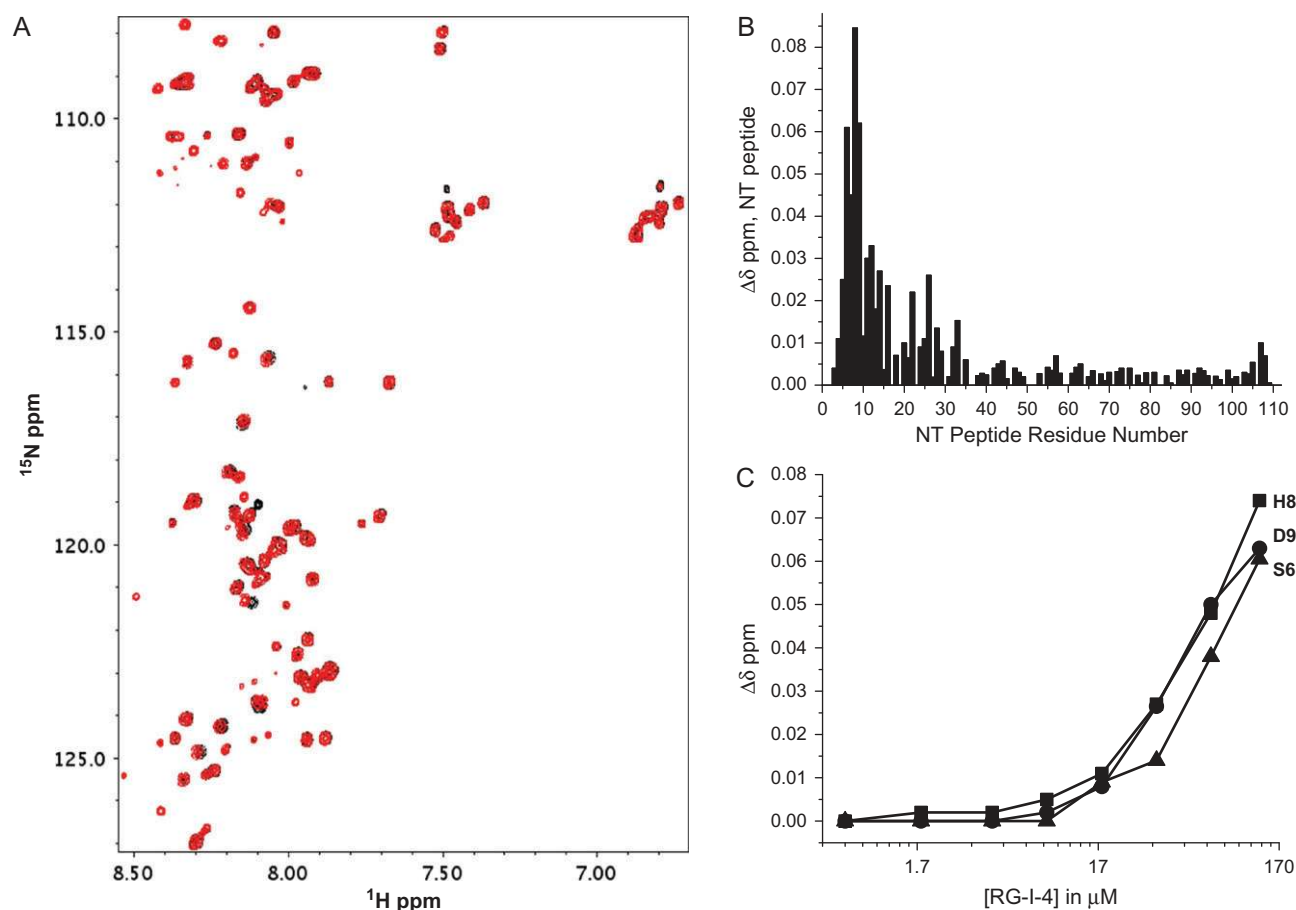 A
110.0
115.0
120.0
125.0
15N ppm
8.50 8.00 7.50 7.00
1H ppm
B
0.08
0.07
0.06
0.05
0.04
0.03
0.02
0.01
0.00
Δδ ppm, NT peptide
0 10 20 30 40 50 60 70 80 90 100 110
NT Peptide Residue Number
C
0.08
0.07
0.06
0.05
0.04
0.03
0.02
0.01
0.00
Δδ ppm
H8
D9
S6
1.7 17 170
[RG-I-4] in μM